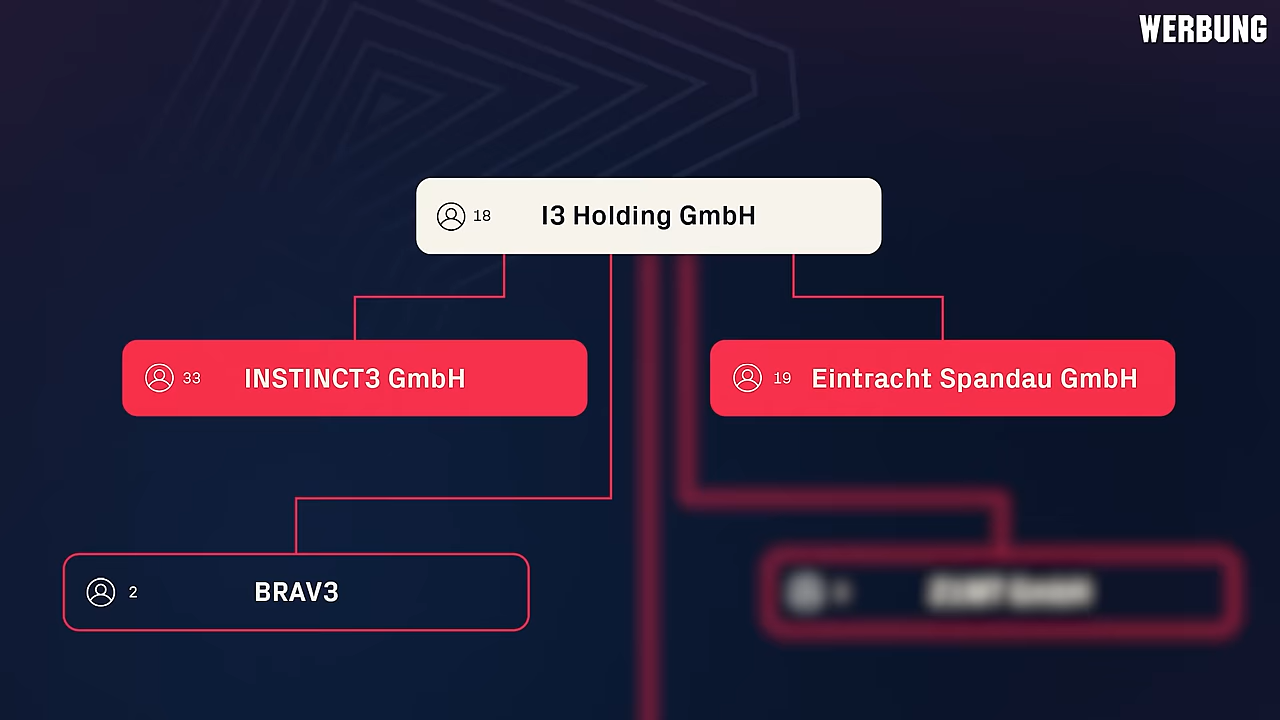 WERBUNG
18 I3 Holding GmbH
33 INSTINCT3 GmbH
19 Eintracht Spandau GmbH
2 BRAV3